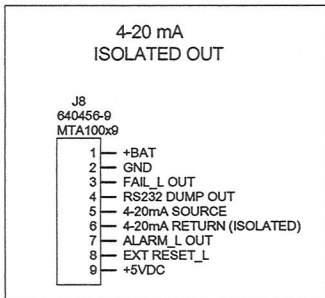 4-20 mA
ISOLATED OUT
J8
640456-9
MTA100x9
1 +BAT
2 GND
3 FAIL_L OUT
4 RS232 DUMP OUT
5 4-20mA SOURCE
6 4-20mA RETURN (ISOLATED)
7 ALARM_L OUT
8 EXT RESET_L
9 +5VDC